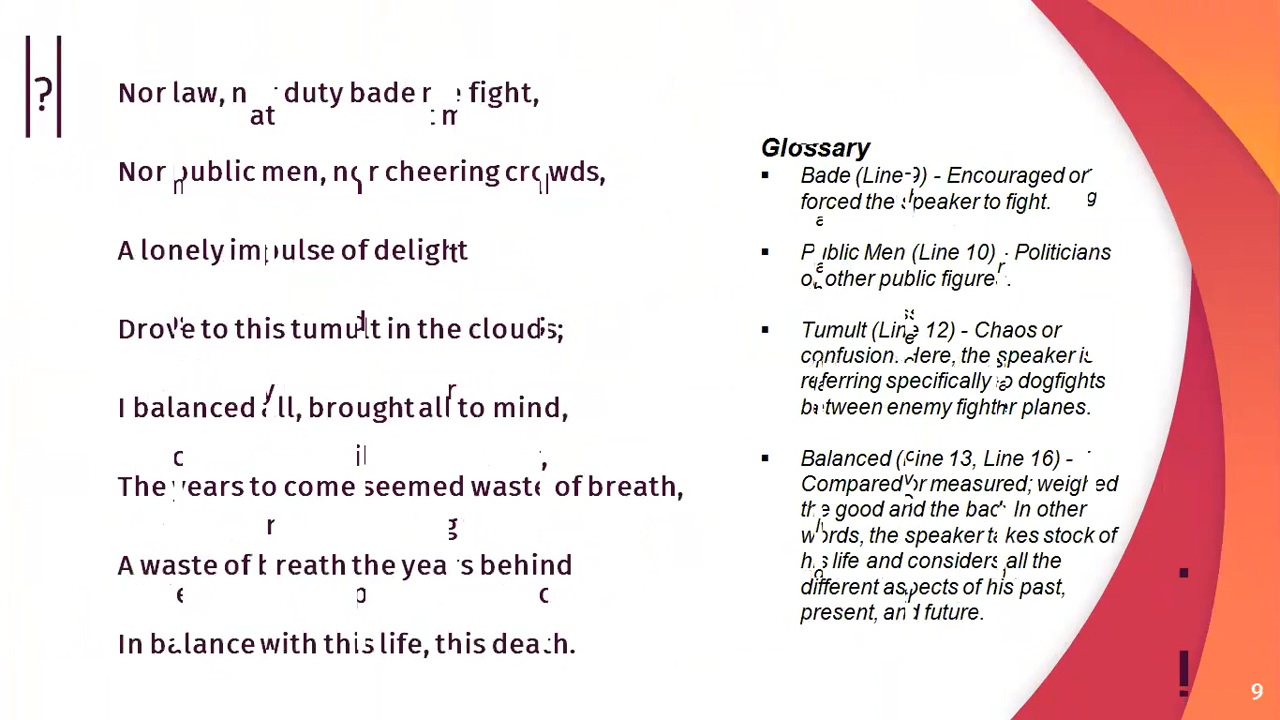 ?
Nor law, nor duty bade me fight,
Nor public men, nor cheering crowds,
A lonely impulse of delight
Drove to this tumult in the clouds;
I balanced all, brought all to mind,
The years to come seemed waste of breath,
A waste of breath the years behind
In balance with this life, this death.
Glossary
Bade (Line 9) - Encouraged or
forced the speaker to fight.
Public Men (Line 10) - Politicians
or other public figures.
Tumult (Line 12) - Chaos or
confusion. Here, the speaker is
referring specifically to dogfights
between enemy fighter planes.
Balanced (Line 13, Line 16) -
Compared or measured; weighed
the good and the bad. In other
words, the speaker takes stock of
his life and considers all the
different aspects of his past,
present, and future.
9